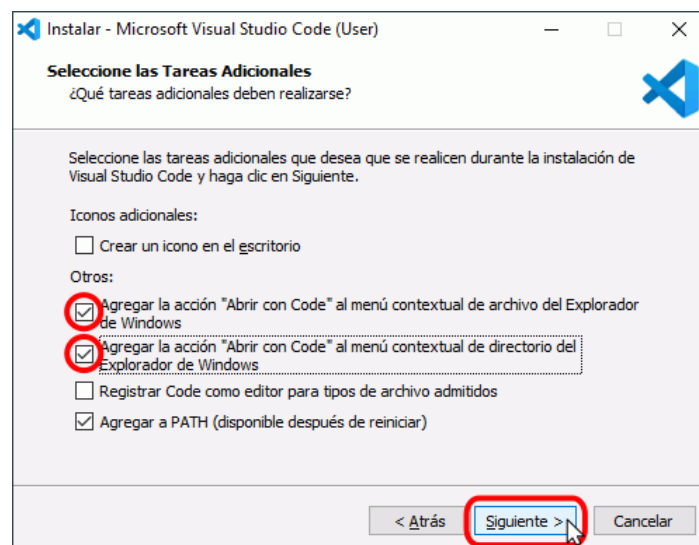 Instalar - Microsoft Visual Studio Code (User)
Seleccione las Tareas Adicionales
¿Qué tareas adicionales deben realizarse?
Seleccione las tareas adicionales que desea que se realicen durante la instalación de
Visual Studio Code y haga clic en Siguiente.
Iconos adicionales:
Crear un icono en el escritorio
Otros:
Agregar la acción "Abrir con Code" al menú contextual de archivo del Explorador
de Windows
Agregar la acción "Abrir con Code" al menú contextual de directorio del
Explorador de Windows
Registrar Code como editor para tipos de archivo admitidos
Agregar a PATH (disponible después de reiniciar)
< Atrás Siguiente > Cancelar